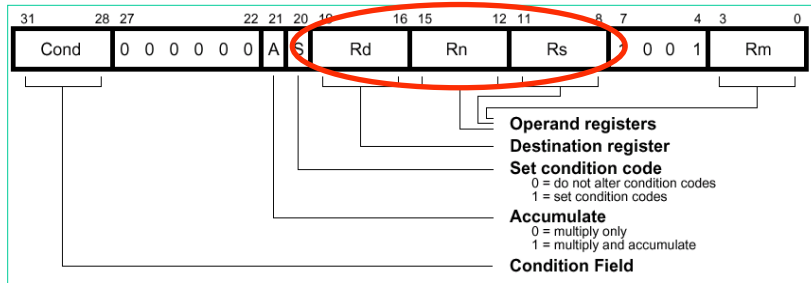 31 28 27 22 21 20 19 16 15 12 11 8 7 4 3 0
Cond 0 0 0 0 0 0 A S Rd Rn Rs 1 0 0 1 Rm
Operand registers
Destination register
Set condition code
0 = do not alter condition codes
1 = set condition codes
Accumulate
0 = multiply only
1 = multiply and accumulate
Condition Field